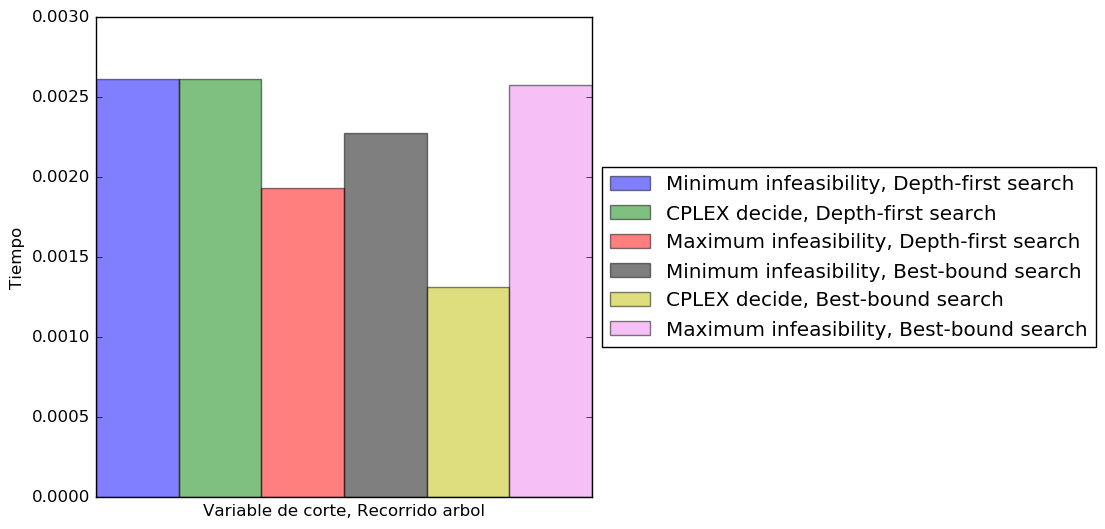 0.0030
0.0025
0.0020
0.0015
0.0010
0.0005
0.0000
Tiempo
Variable de corte, Recorrido arbol
Minimum infeasibility, Depth-first search
CPLEX decide, Depth-first search
Maximum infeasibility, Depth-first search
Minimum infeasibility, Best-bound search
CPLEX decide, Best-bound search
Maximum infeasibility, Best-bound search